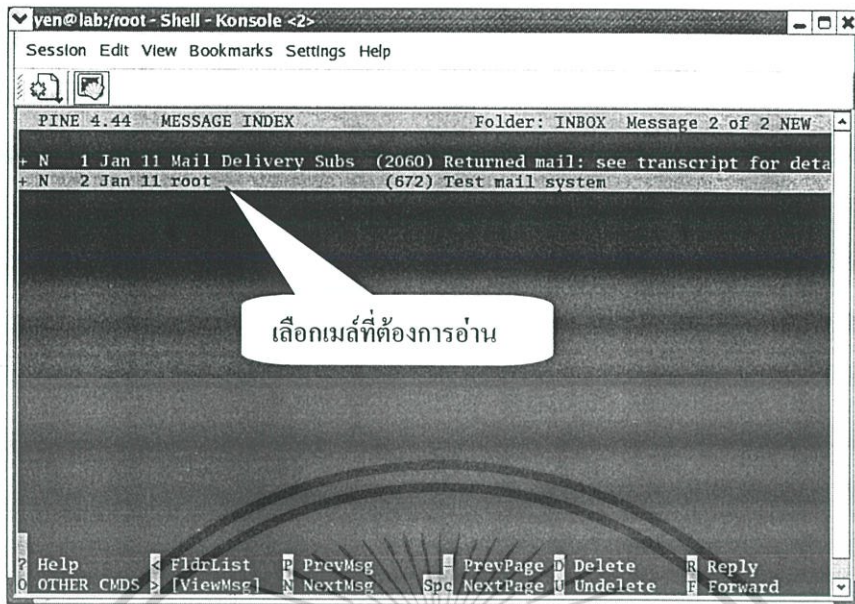 yen@lab:/root - Shell - Konsole <2>
Session Edit View Bookmarks Settings Help
PINE 4.44 MESSAGE INDEX Folder: INBOX Message 2 of 2 NEW
+ N 1 Jan 11 Mail Delivery Subs (2060) Returned mail: see transcript for deta
+ N 2 Jan 11 root (672) Test mail system
เลือกเมล์ที่ต้องการอ่าน
? Help < FldrList P PrevMsg - PrevPage D Delete R Reply
O OTHER CMDS > [ViewMsg] N NextMsg Spc NextPage U Undelete F Forward